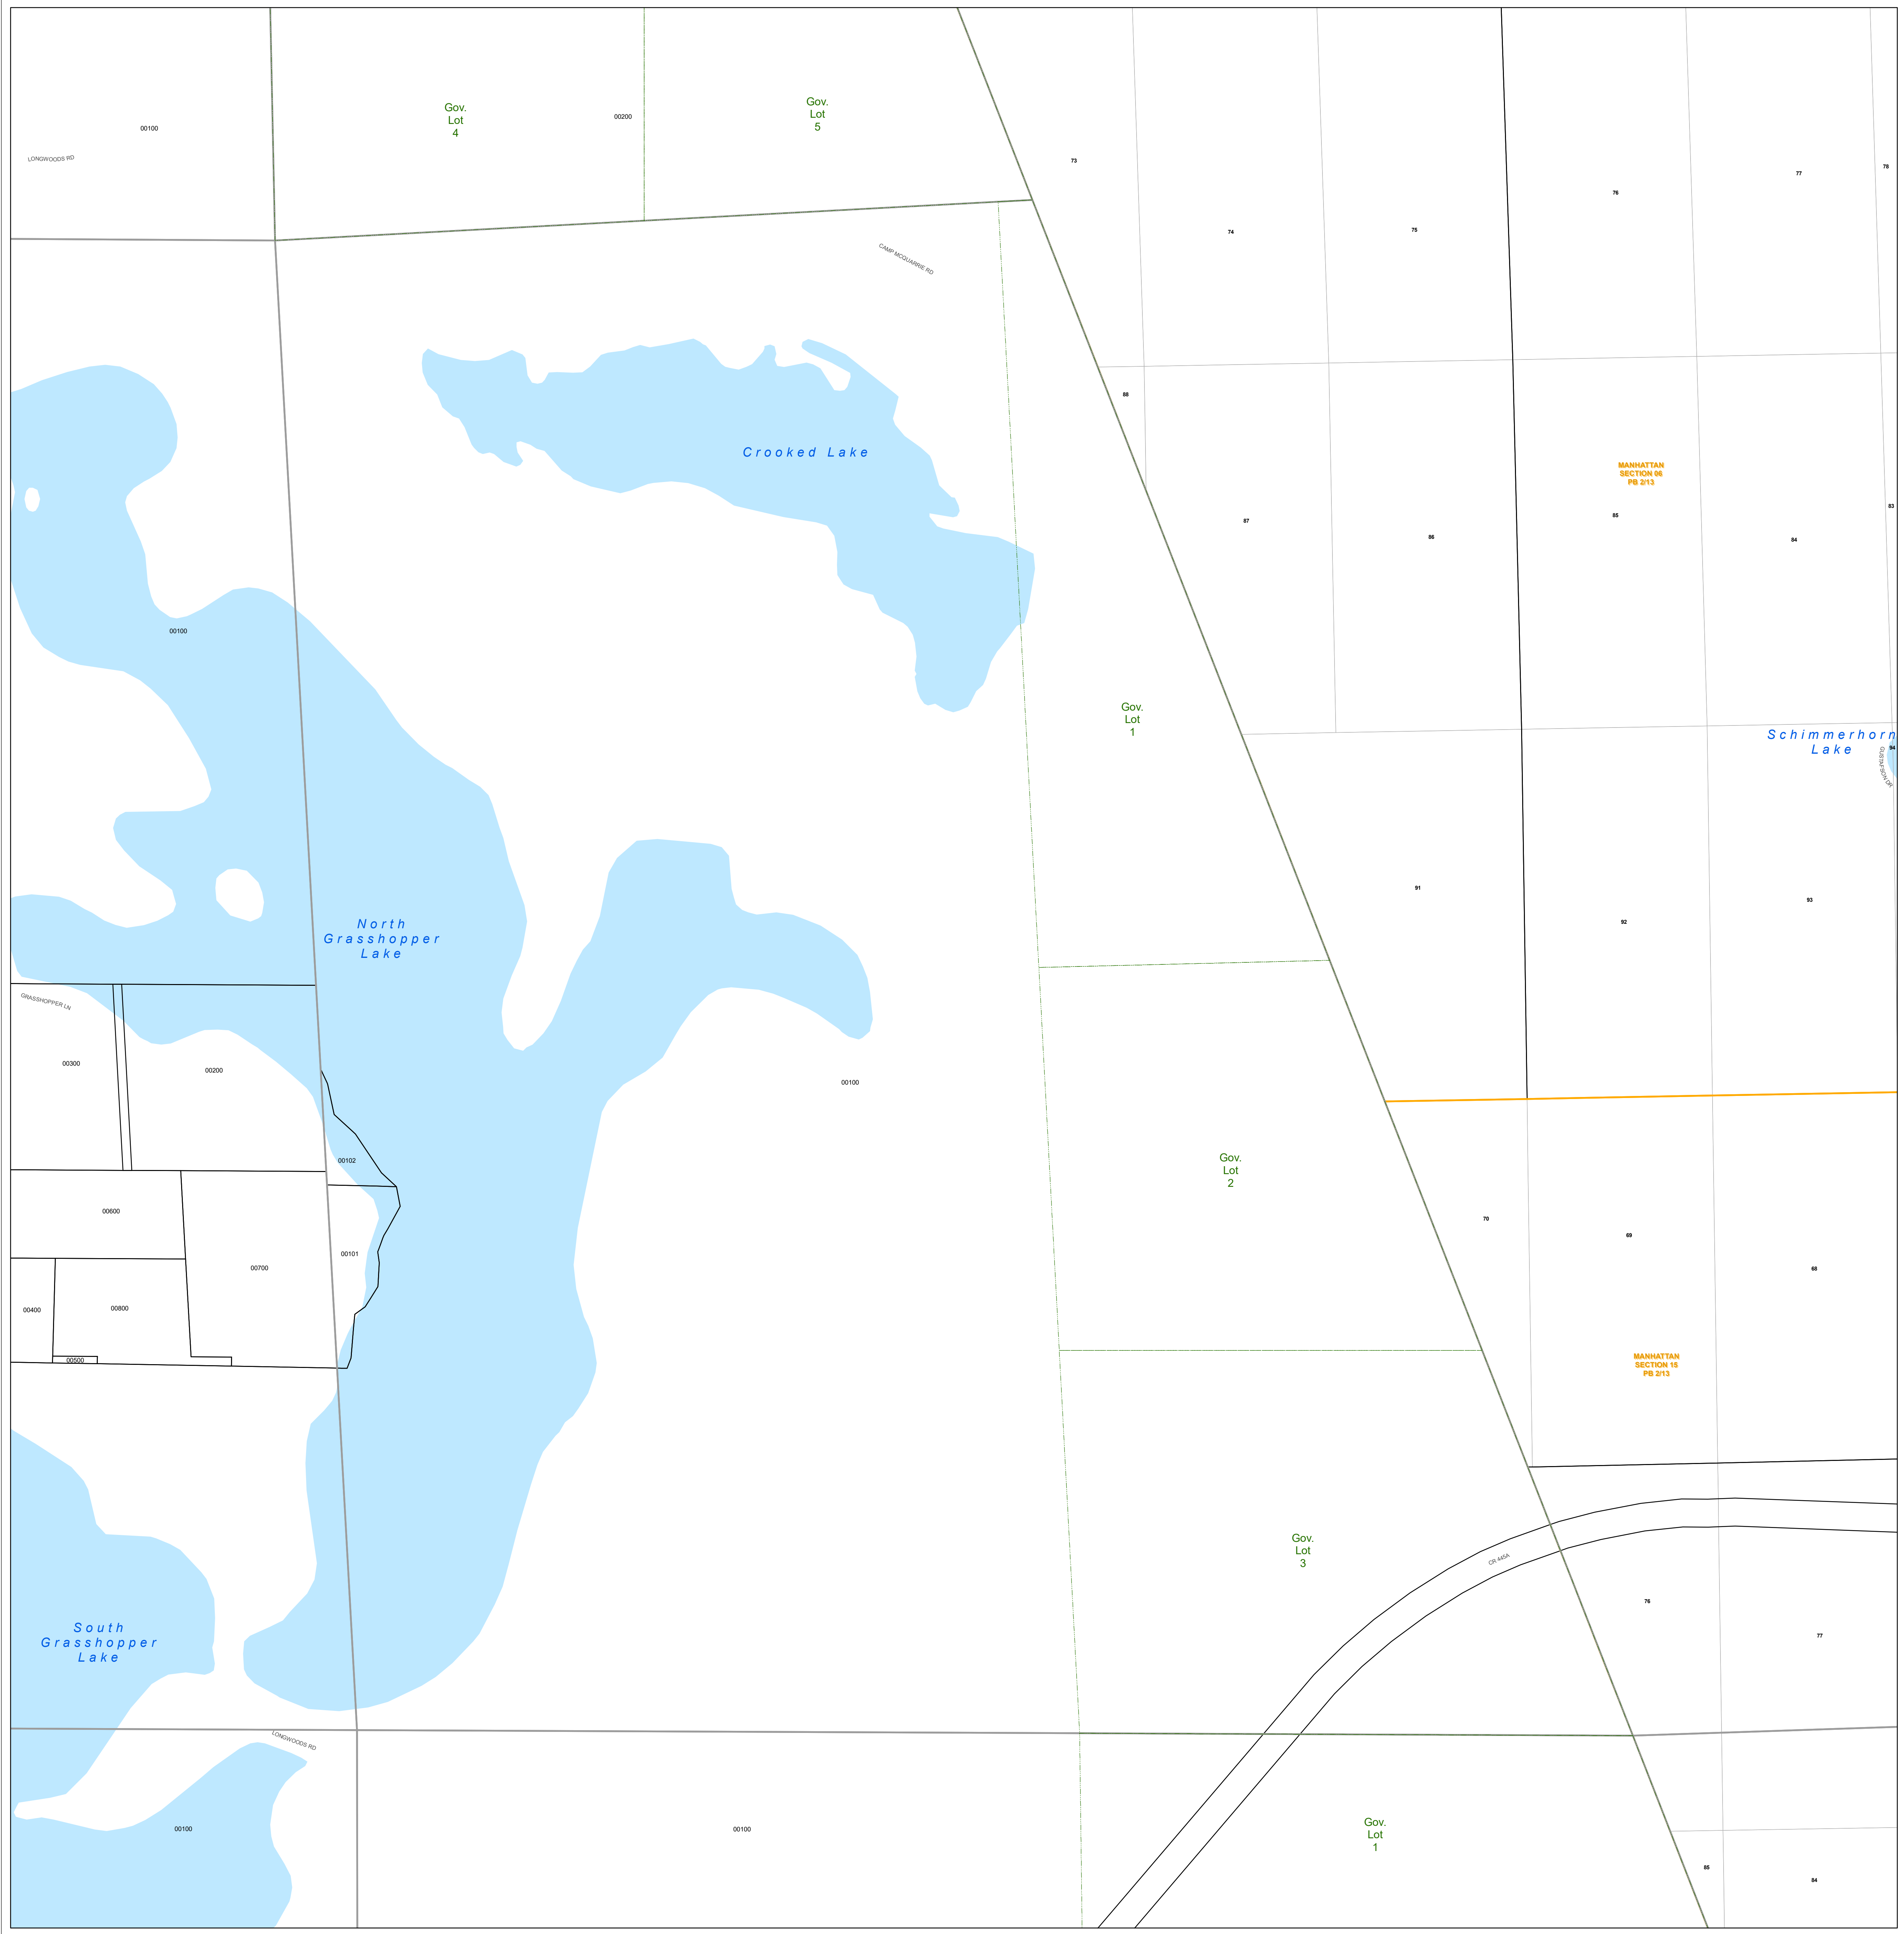 Gov.
Lot
4
00200
Gov.
Lot
5
00100
LONGWOODS RD
73
74
75
76
77
78
CAMP MCQUARRIE RD
88
Crooked Lake
MANHATTAN
SECTION 06
PB 2/13
87
86
85
84
83
00100
Gov.
Lot
1
Schimmerhorn
Lake
94
GUSTAFSON DR
North
Grasshopper
Lake
91
92
93
GRASSHOPPER LN
00300
00200
00100
00102
Gov.
Lot
2
00600
00101
00700
70
69
68
00400
00800
00500
MANHATTAN
SECTION 15
PB 2/13
Gov.
Lot
3
CR 445A
76
77
South
Grasshopper
Lake
LONGWOODS RD
00100
00100
Gov.
Lot
1
85
84